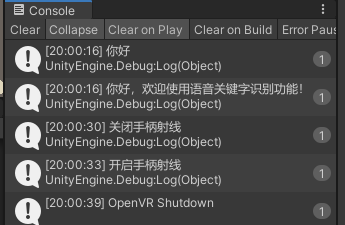 Console
Clear Collapse Clear on Play Clear on Build Error Paus
[20:00:16] 你好
UnityEngine.Debug:Log(Object)
1
[20:00:16] 你好，欢迎使用语音关键字识别功能！
UnityEngine.Debug:Log(Object)
1
[20:00:30] 关闭手柄射线
UnityEngine.Debug:Log(Object)
1
[20:00:33] 开启手柄射线
UnityEngine.Debug:Log(Object)
1
[20:00:39] OpenVR Shutdown
1